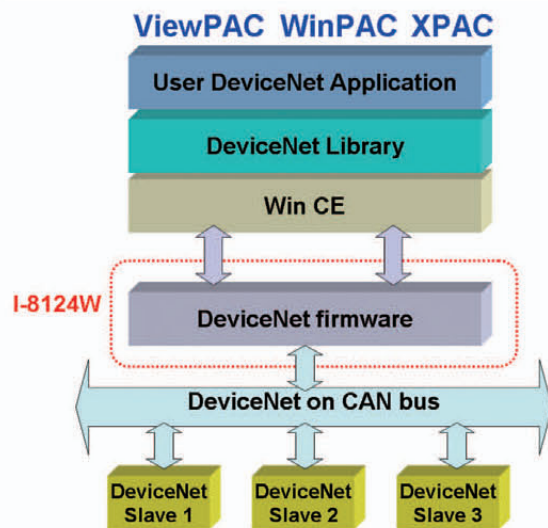 ViewPAC WinPAC XPAC
User DeviceNet Application
DeviceNet Library
Win CE
I-8124W
DeviceNet firmware
DeviceNet on CAN bus
DeviceNet
Slave 1
DeviceNet
Slave 2
DeviceNet
Slave 3